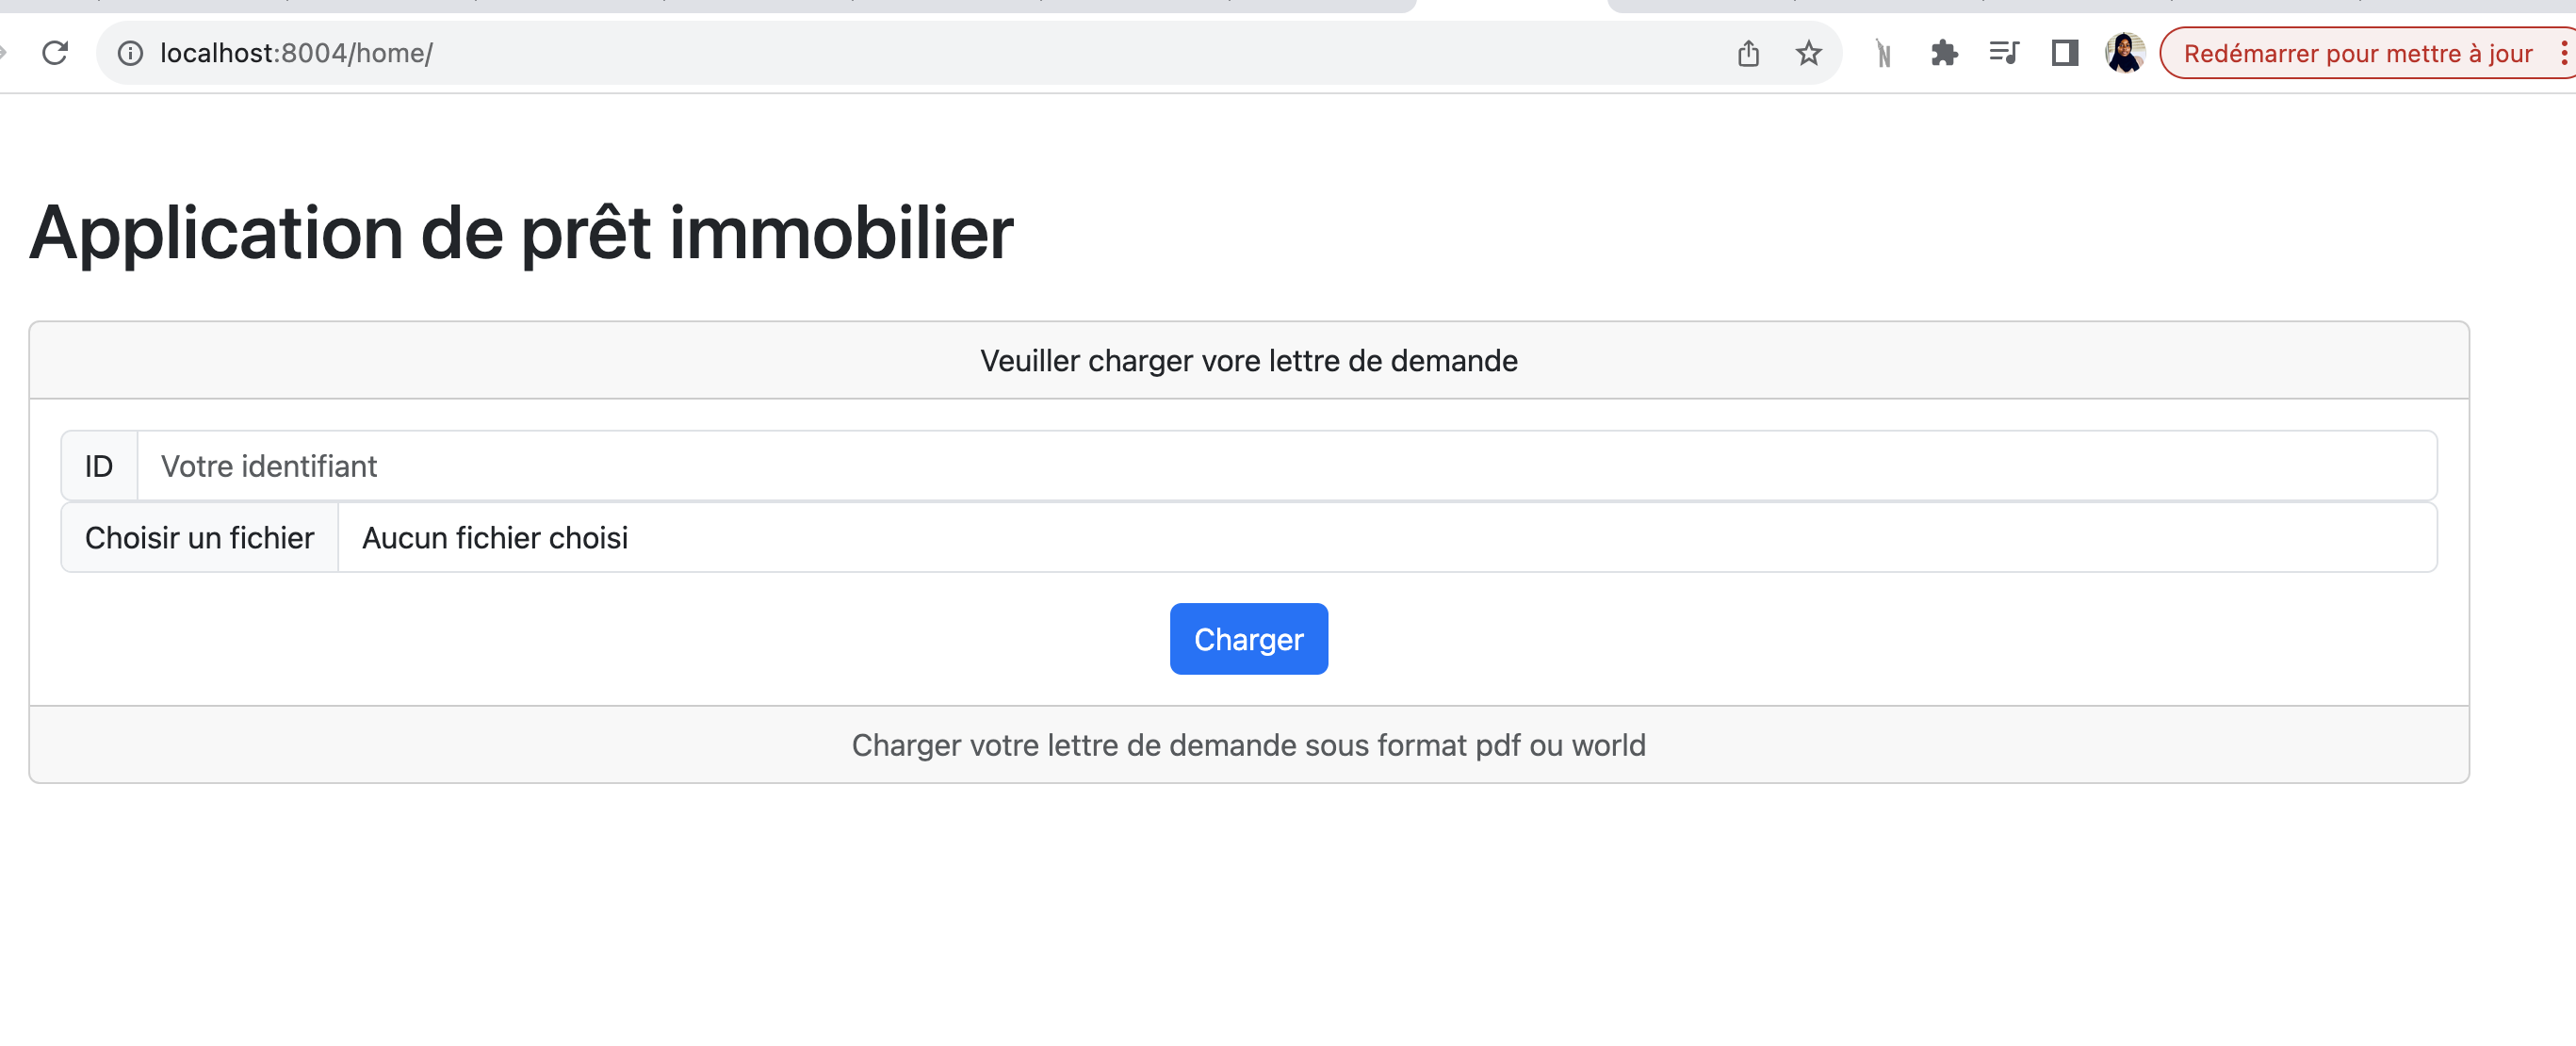 localhost:8004/home/
Redémarrer pour mettre à jour
Application de prêt immobilier
Veuiller charger vore lettre de demande
ID Votre identifiant
Choisir un fichier Aucun fichier choisi
Charger
Charger votre lettre de demande sous format pdf ou world